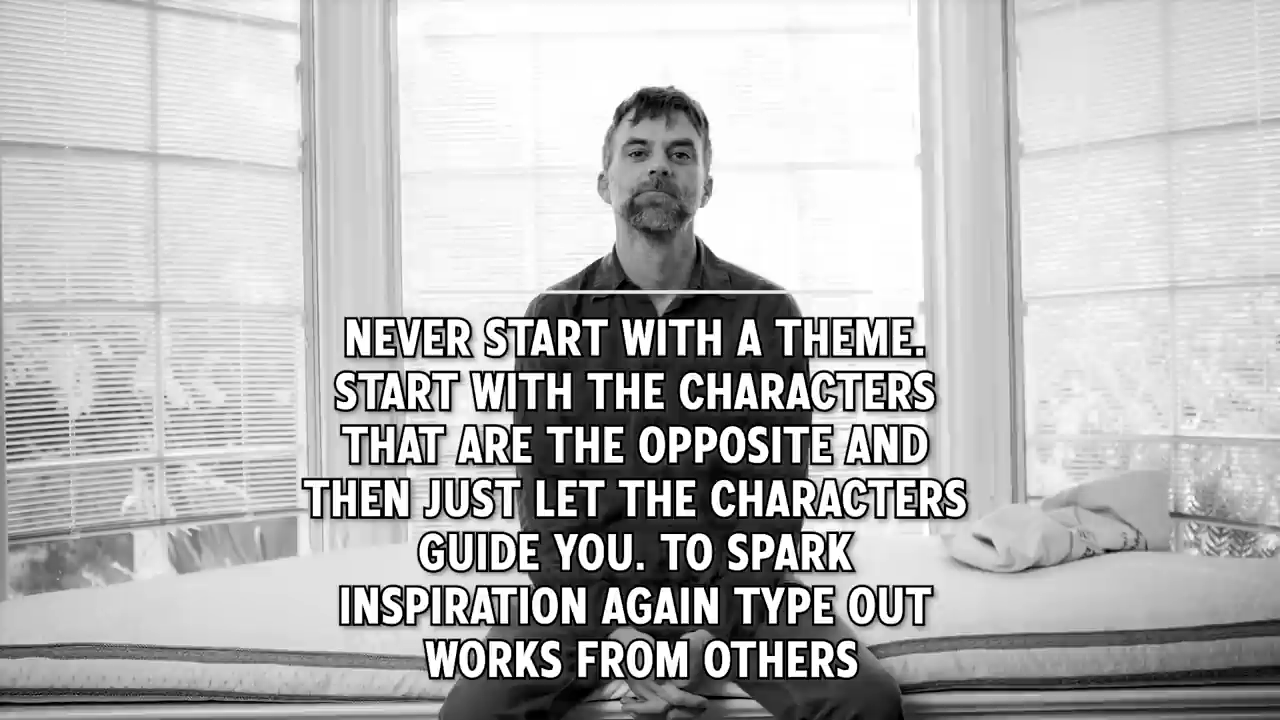 NEVER START WITH A THEME.
START WITH THE CHARACTERS
THAT ARE THE OPPOSITE AND
THEN JUST LET THE CHARACTERS
GUIDE YOU. TO SPARK
INSPIRATION AGAIN TYPE OUT
WORKS FROM OTHERS